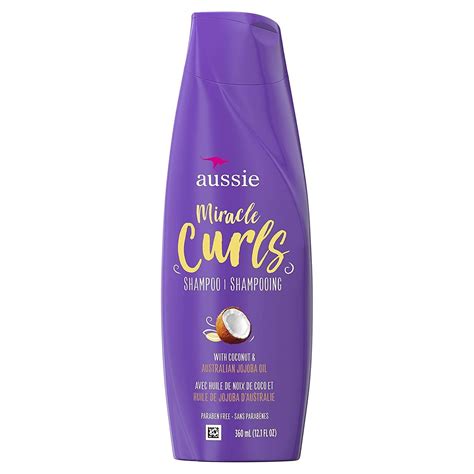 aussie
Miracle
Curls
SHAMPOO | SHAMPOOING
WITH COCONUT &
AUSTRALIAN JOJOBA OIL
AVEC HUILE DE NOIX DE COCO ET
HUILE DE JOJOBA D'AUSTRALIE
PARABEN FREE - SANS PARABÈNES
360 mL (12.1 FL OZ)